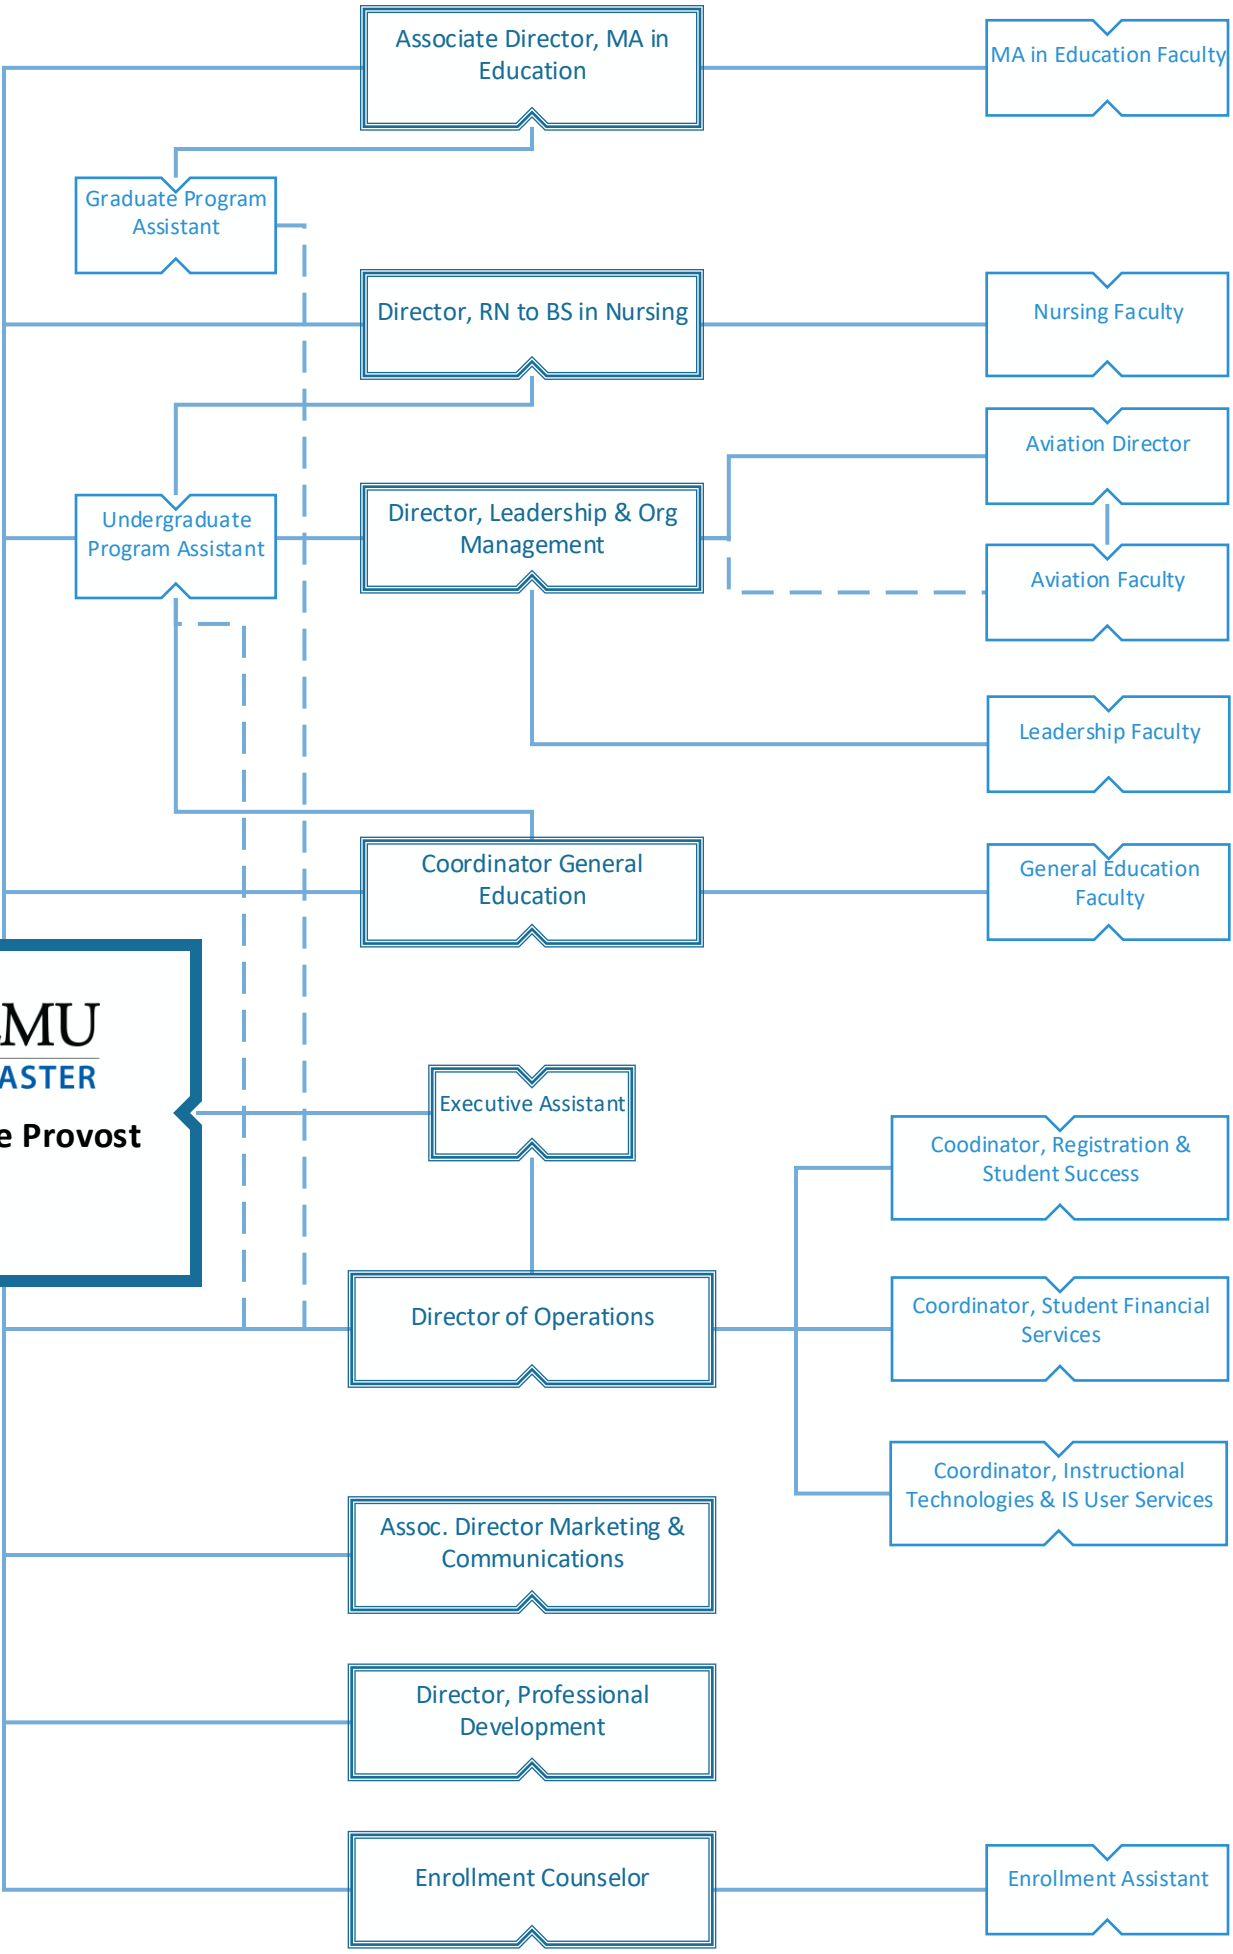 Associate Director, MA in
Education
MA in Education Faculty
Graduate Program
Assistant
Director, RN to BS in Nursing
Nursing Faculty
Aviation Director
Undergraduate
Program Assistant
Director, Leadership & Org
Management
Aviation Faculty
Leadership Faculty
Coordinator General
Education
General Education
Faculty
MU
ASTER
e Provost
Executive Assistant
Coodinator, Registration &
Student Success
Director of Operations
Coordinator, Student Financial
Services
Coordinator, Instructional
Technologies & IS User Services
Assoc. Director Marketing &
Communications
Director, Professional
Development
Enrollment Counselor
Enrollment Assistant